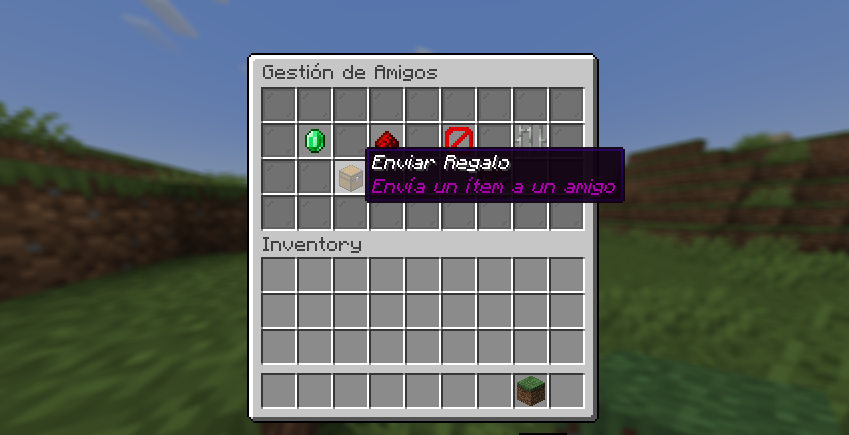 Gestión de Amigos
Enviar Regalo
Envía un ítem a un amigo
Inventory